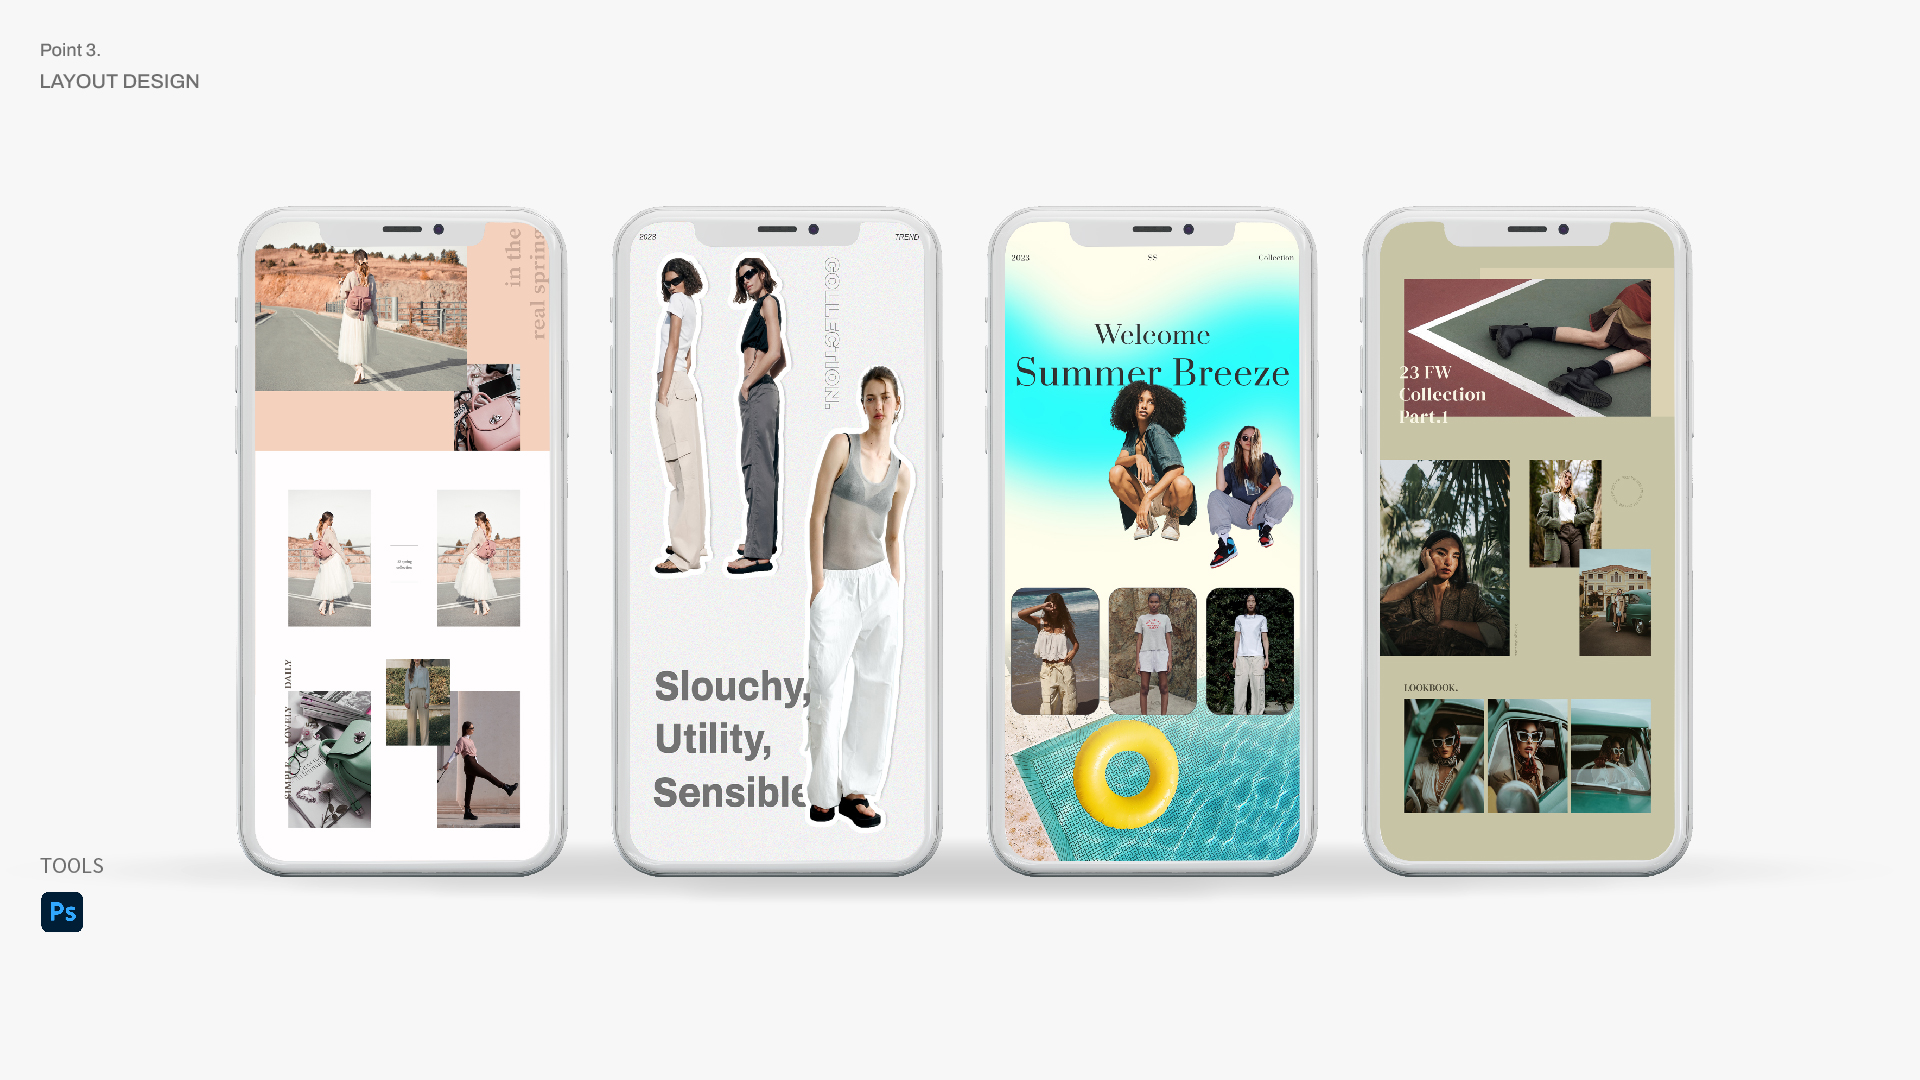 Point 3.
LAYOUT DESIGN
in the
real spring
collection
SIMPLE LOVELY DAILY
2023
TREND
COLLECTION.
Slouchy,
Utility,
Sensible
2023
SS
Collection
Welcome
Summer Breeze
23 FW
Collection
Part.1
LOOKBOOK.
TOOLS
Ps